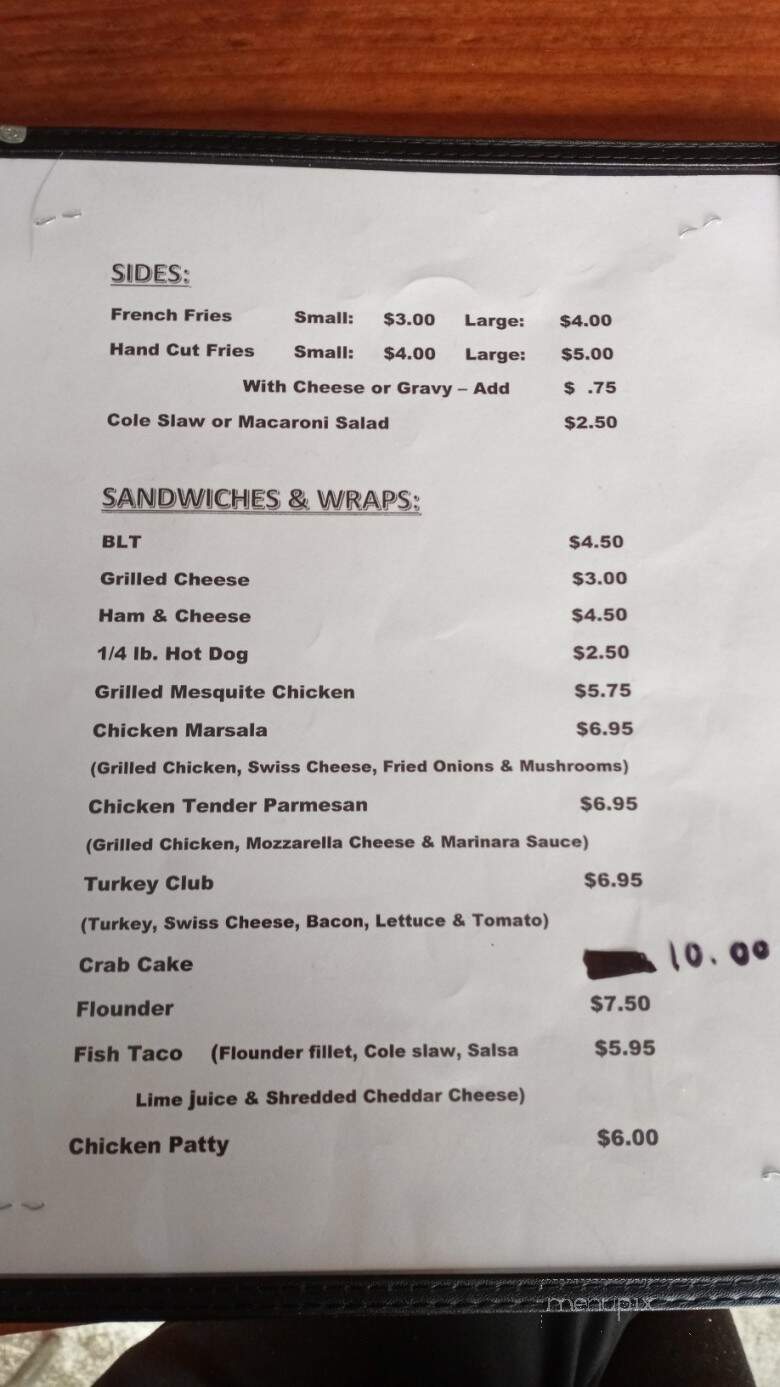 SIDES:
French Fries Small: $3.00 Large: $4.00
Hand Cut Fries Small: $4.00 Large: $5.00
With Cheese or Gravy – Add $ .75
Cole Slaw or Macaroni Salad $2.50
SANDWICHES & WRAPS:
BLT $4.50
Grilled Cheese $3.00
Ham & Cheese $4.50
1/4 lb. Hot Dog $2.50
Grilled Mesquite Chicken $5.75
Chicken Marsala $6.95
(Grilled Chicken, Swiss Cheese, Fried Onions & Mushrooms)
Chicken Tender Parmesan $6.95
(Grilled Chicken, Mozzarella Cheese & Marinara Sauce)
Turkey Club $6.95
(Turkey, Swiss Cheese, Bacon, Lettuce & Tomato)
Crab Cake 10.00
Flounder $7.50
Fish Taco (Flounder fillet, Cole slaw, Salsa $5.95
Lime juice & Shredded Cheddar Cheese)
Chicken Patty $6.00
menupix